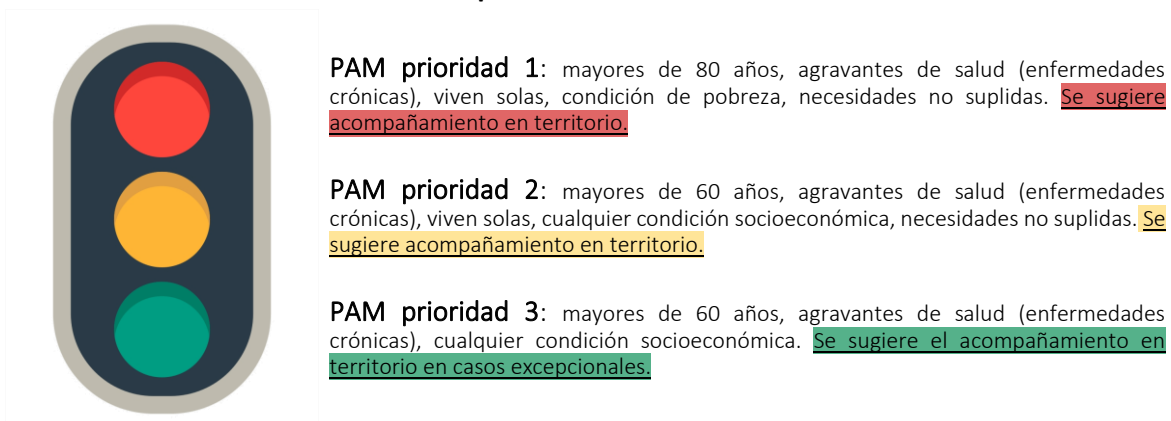 PAM prioridad 1: mayores de 80 años, agravantes de salud (enfermedades
crónicas), viven solas, condición de pobreza, necesidades no suplidas. Se sugiere
acompañamiento en territorio.
PAM prioridad 2: mayores de 60 años, agravantes de salud (enfermedades
crónicas), viven solas, cualquier condición socioeconómica, necesidades no suplidas. Se
sugiere acompañamiento en territorio.
PAM prioridad 3: mayores de 60 años, agravantes de salud (enfermedades
crónicas), cualquier condición socioeconómica. Se sugiere el acompañamiento en
territorio en casos excepcionales.